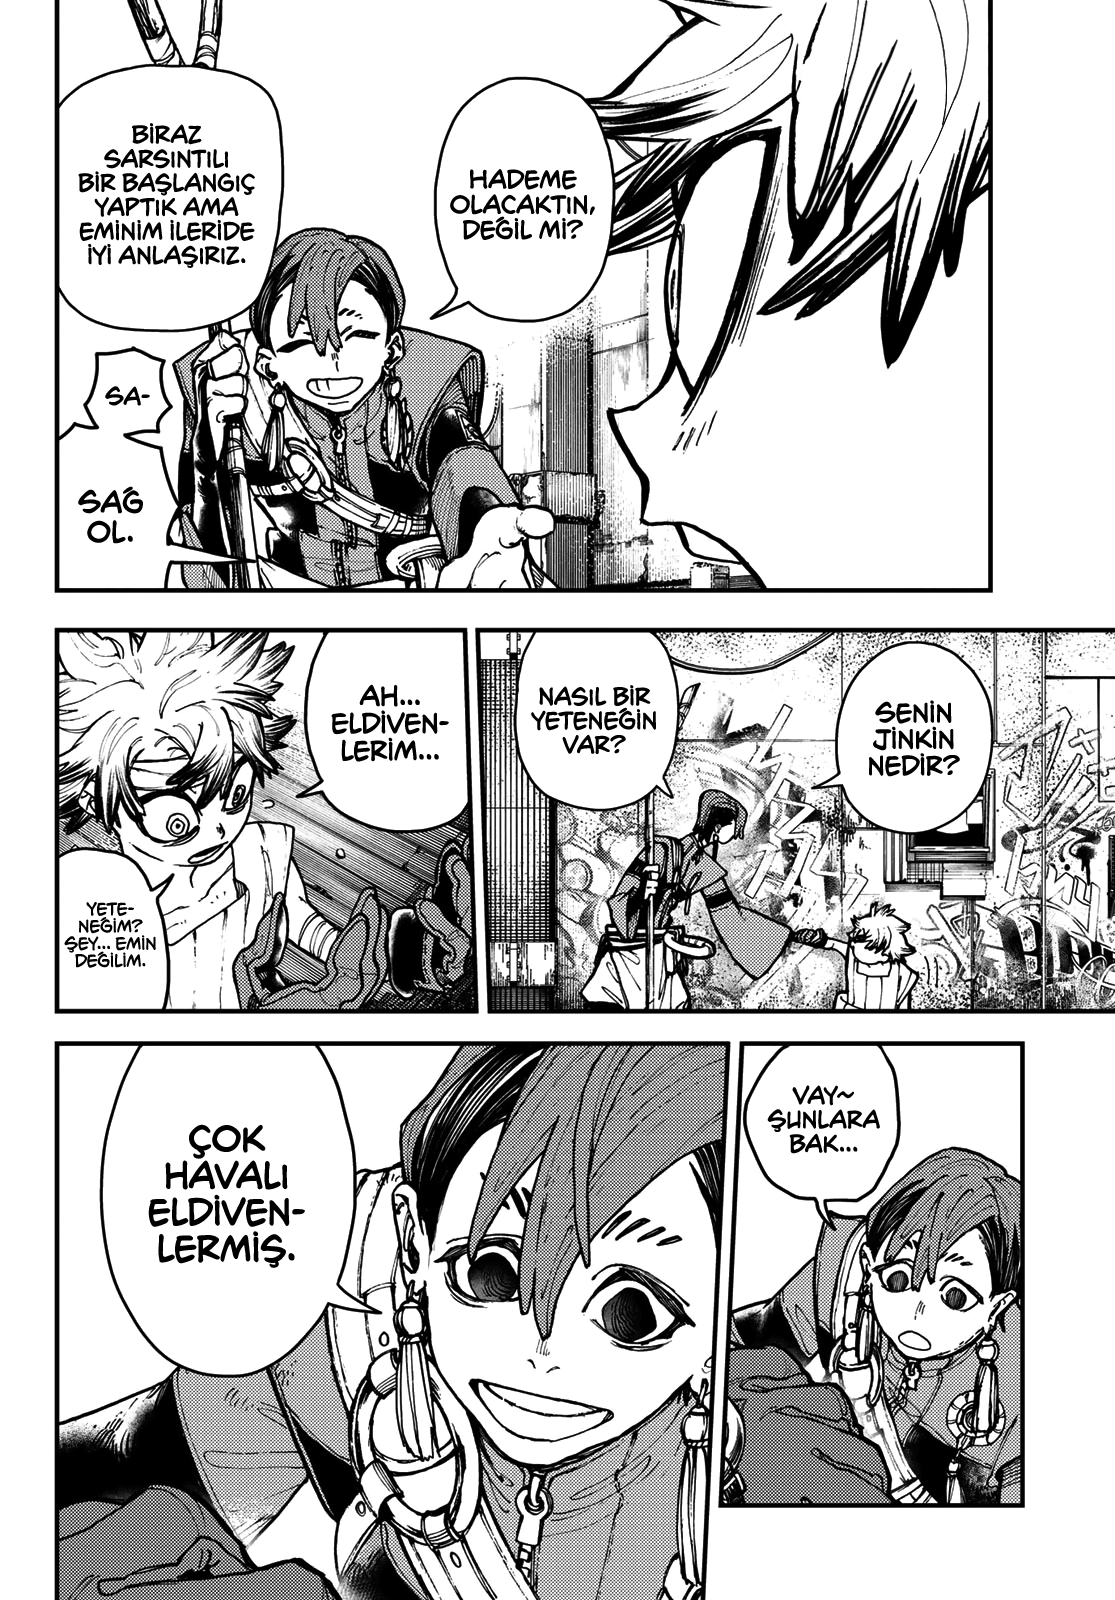 HADEME
OLACAKTIN,
DEĞİL Mİ?
BİRAZ
SARSINTILI
BİR BAŞLANGIÇ
YAPTIK AMA
EMİNİM İLERİDE
İYİ ANLAŞIRIZ.
SA-
SAĞ
OL.
SENİN
JINKIN
NEDİR?
NASIL BİR
YETENEĞİN
VAR?
AH...
ELDİVEN-
LERİM...
YETE-
NEĞİM?
ŞEY... EMİN
DEĞİLİM.
VAY~
ŞUNLARA
BAK...
ÇOK
HAVALI
ELDİVEN-
LERMİŞ.